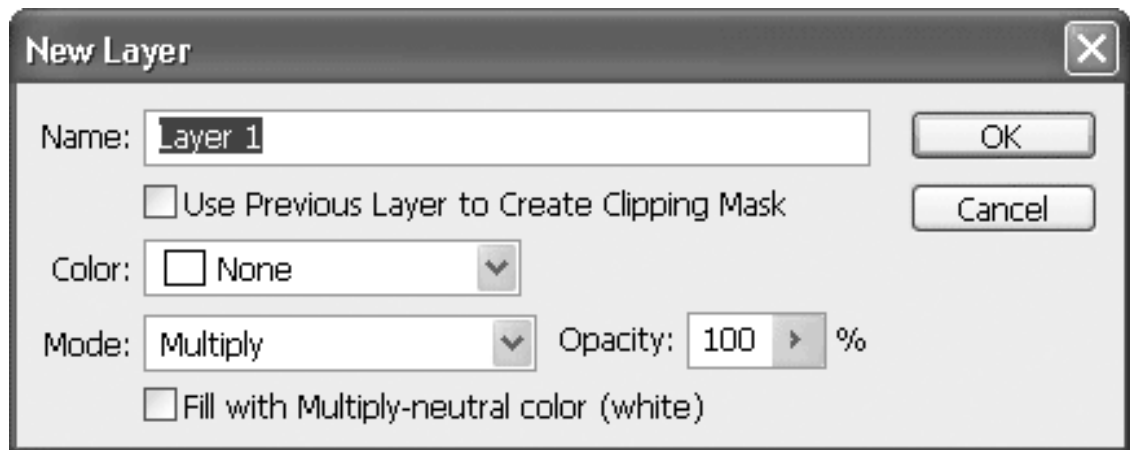 New Layer
Name: Layer 1 OK
Use Previous Layer to Create Clipping Mask Cancel
Color: None
Mode: Multiply Opacity: 100 %
Fill with Multiply-neutral color (white)